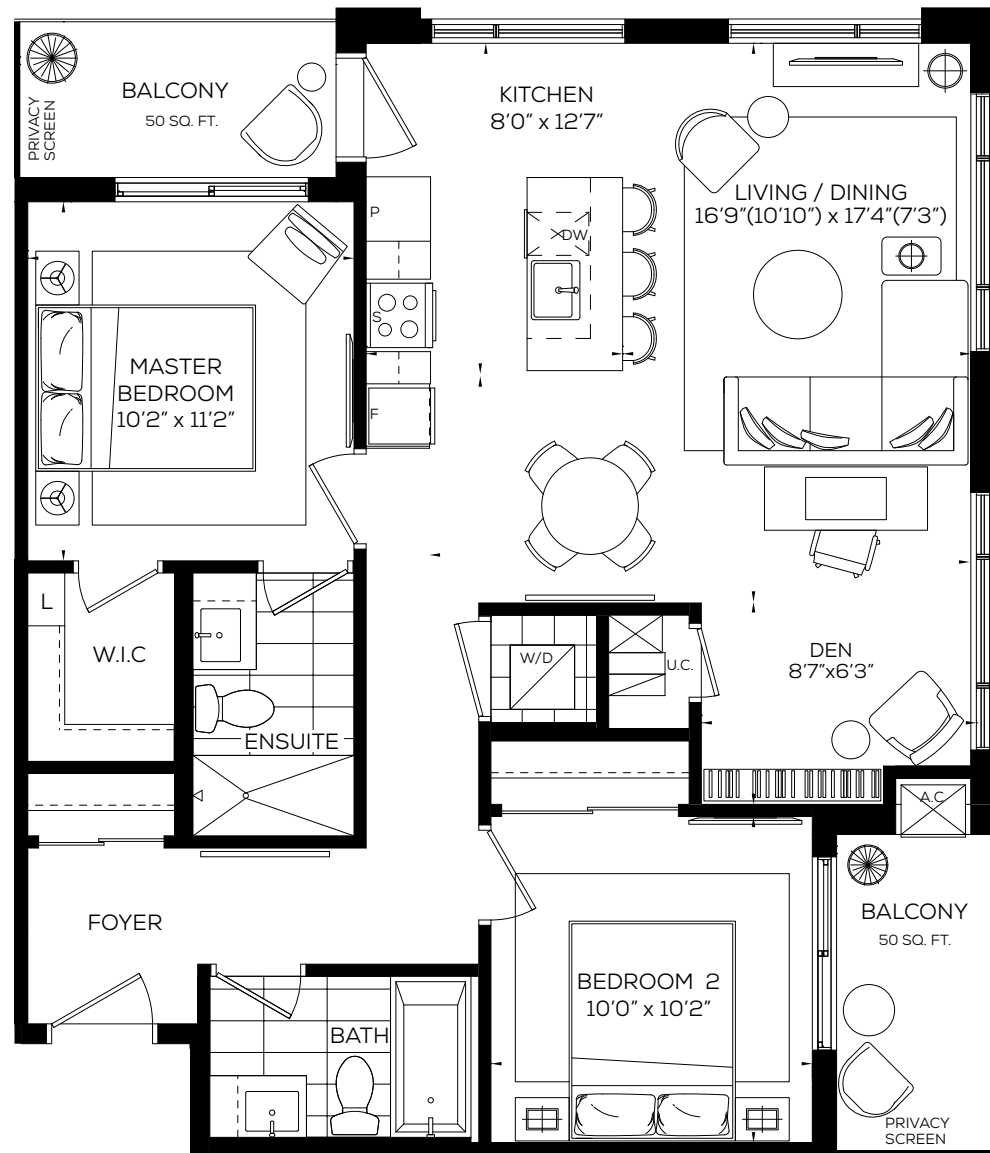 BALCONY
50 SQ. FT.
PRIVACY
SCREEN
KITCHEN
8'0" x 12'7"
LIVING / DINING
16'9"(10'10") x 17'4"(7'3")
P
DW
S
F
MASTER
BEDROOM
10'2" x 11'2"
L
W.I.C
ENSUITE
W/D
U.C.
DEN
8'7"x6'3"
A.C
FOYER
BATH
BEDROOM 2
10'0" x 10'2"
BALCONY
50 SQ. FT.
PRIVACY
SCREEN